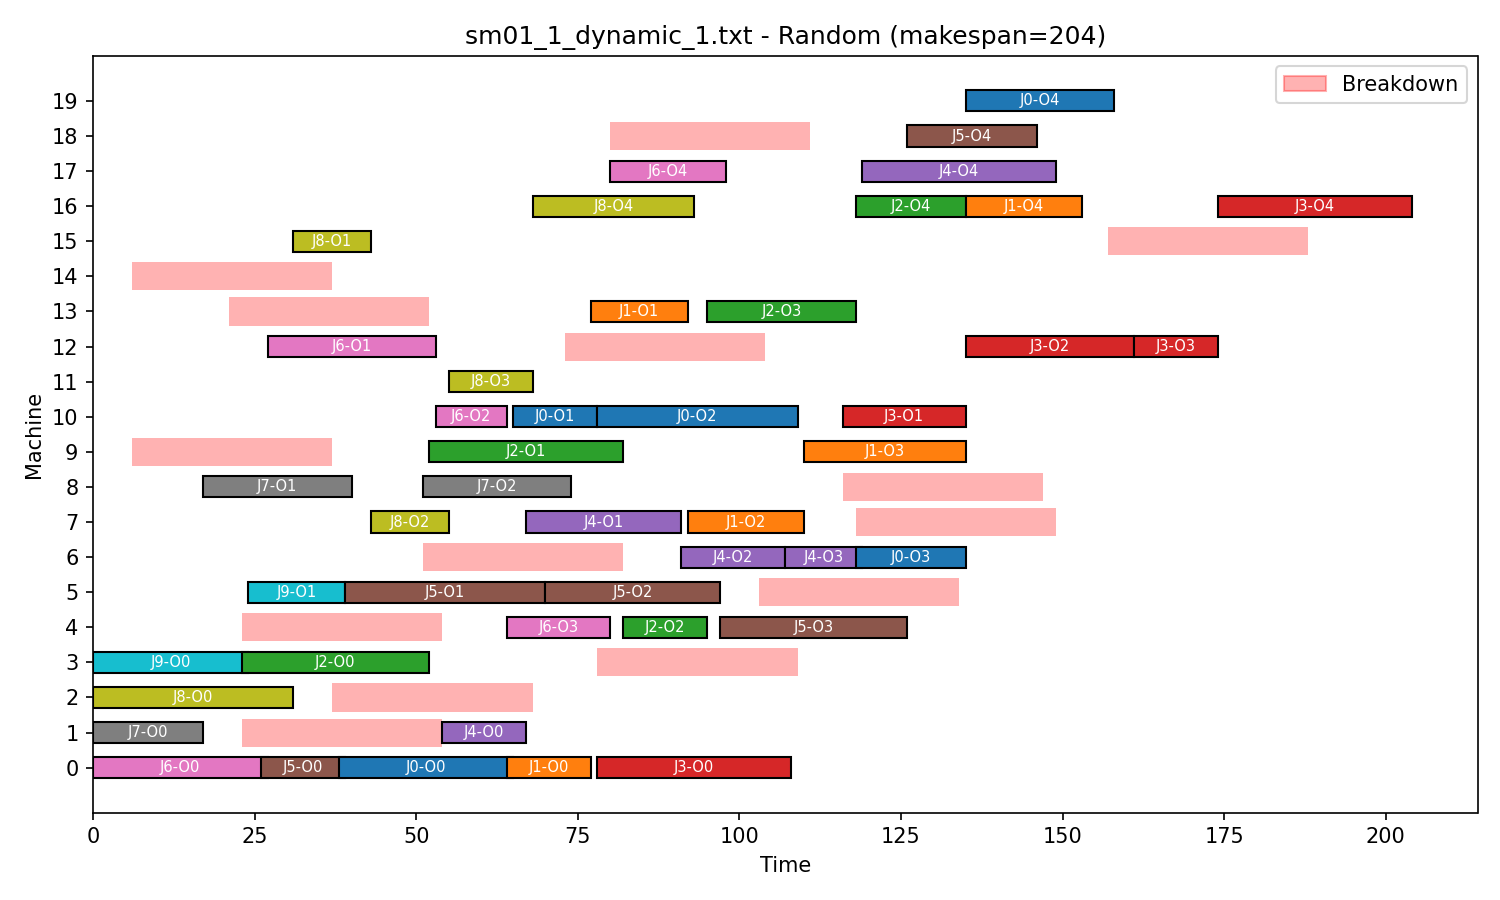 sm01_1_dynamic_1.txt - Random (makespan=204)
Breakdown
19 J0-O4
18 J5-O4
17 J6-O4 J4-O4
16 J8-O4 J2-O4 J1-O4 J3-O4
15 J8-O1
14
13 J1-O1 J2-O3
12 J6-O1 J3-O2 J3-O3
11 J8-O3
10 J6-O2 J0-O1 J0-O2 J3-O1
9 J2-O1 J1-O3
8 J7-O1 J7-O2
7 J8-O2 J4-O1 J1-O2
6 J4-O2 J4-O3 J0-O3
5 J9-O1 J5-O1 J5-O2
4 J6-O3 J2-O2 J5-O3
3 J9-O0 J2-O0
2 J8-O0
1 J7-O0 J4-O0
0 J6-O0 J5-O0 J0-O0 J1-O0 J3-O0
Machine
0 25 50 75 100 125 150 175 200
Time